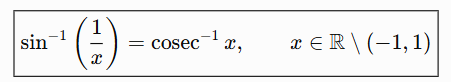 sin⁻¹ (1/x) = cosec⁻¹ x, x ∈ ℝ \ (−1, 1)